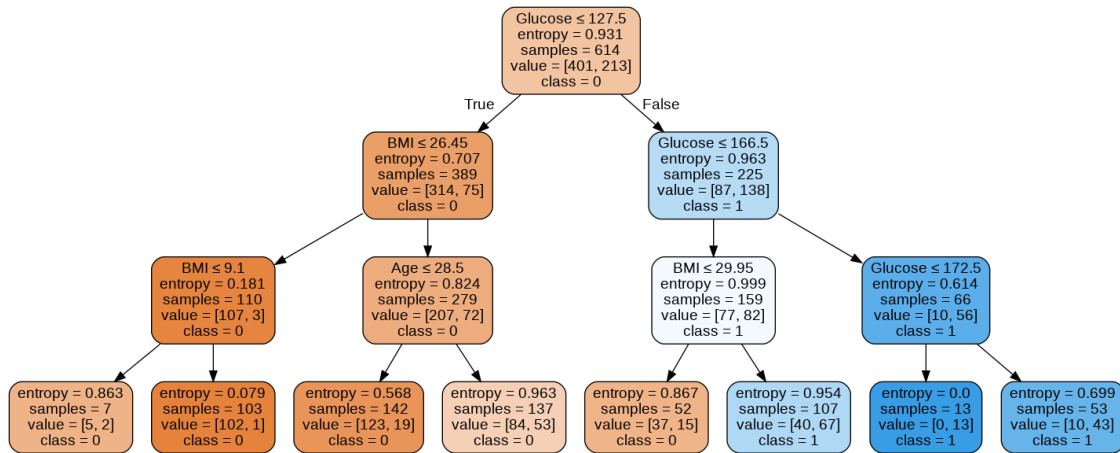 Glucose ≤ 127.5
entropy = 0.931
samples = 614
value = [401, 213]
class = 0
True
False
BMI ≤ 26.45
entropy = 0.707
samples = 389
value = [314, 75]
class = 0
Glucose ≤ 166.5
entropy = 0.963
samples = 225
value = [87, 138]
class = 1
BMI ≤ 9.1
entropy = 0.181
samples = 110
value = [107, 3]
class = 0
Age ≤ 28.5
entropy = 0.824
samples = 279
value = [207, 72]
class = 0
BMI ≤ 29.95
entropy = 0.999
samples = 159
value = [77, 82]
class = 1
Glucose ≤ 172.5
entropy = 0.614
samples = 66
value = [10, 56]
class = 1
entropy = 0.863
samples = 7
value = [5, 2]
class = 0
entropy = 0.079
samples = 103
value = [102, 1]
class = 0
entropy = 0.568
samples = 142
value = [123, 19]
class = 0
entropy = 0.963
samples = 137
value = [84, 53]
class = 0
entropy = 0.867
samples = 52
value = [37, 15]
class = 0
entropy = 0.954
samples = 107
value = [40, 67]
class = 1
entropy = 0.0
samples = 13
value = [0, 13]
class = 1
entropy = 0.699
samples = 53
value = [10, 43]
class = 1